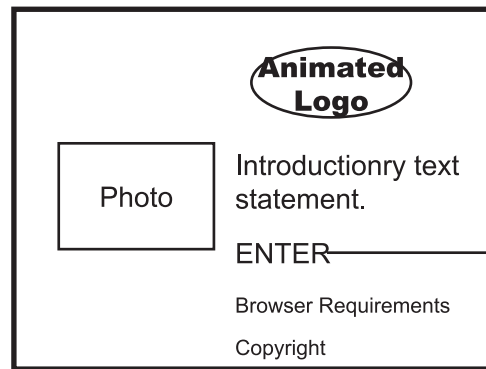 Animated
Logo
Photo
Introductionry text
statement.
ENTER
Browser Requirements
Copyright